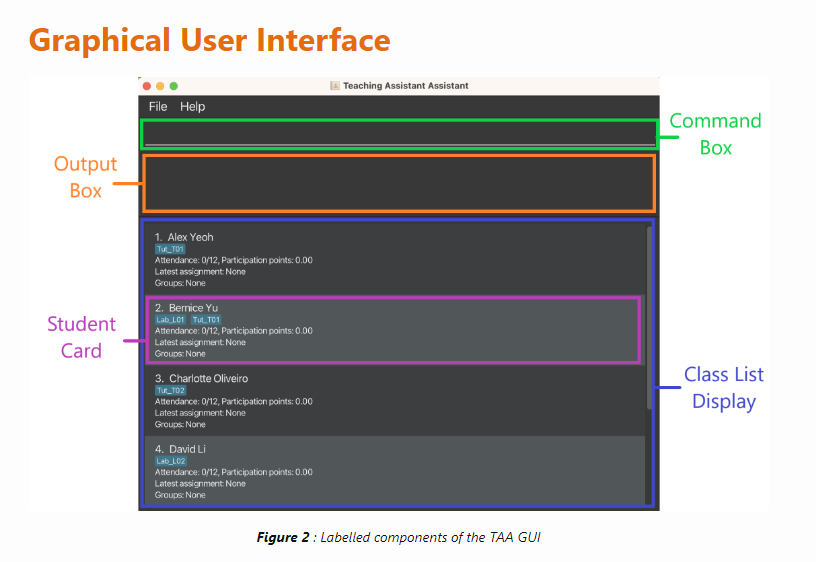 Graphical User Interface
Teaching Assistant Assistant
File Help
Command
Box
Output
Box
1. Alex Yeoh
Tut_T01
Attendance: 0/12, Participation points: 0.00
Latest assignment: None
Groups: None
Student
Card
2. Bernice Yu
Lab_L01 Tut_T01
Attendance: 0/12, Participation points: 0.00
Latest assignment: None
Groups: None
3. Charlotte Oliveiro
Tut_T02
Attendance: 0/12, Participation points: 0.00
Latest assignment: None
Groups: None
Class List
Display
4. David Li
Lab_L02
Attendance: 0/12, Participation points: 0.00
Latest assignment: None
Groups: None
Figure 2 : Labelled components of the TAA GUI